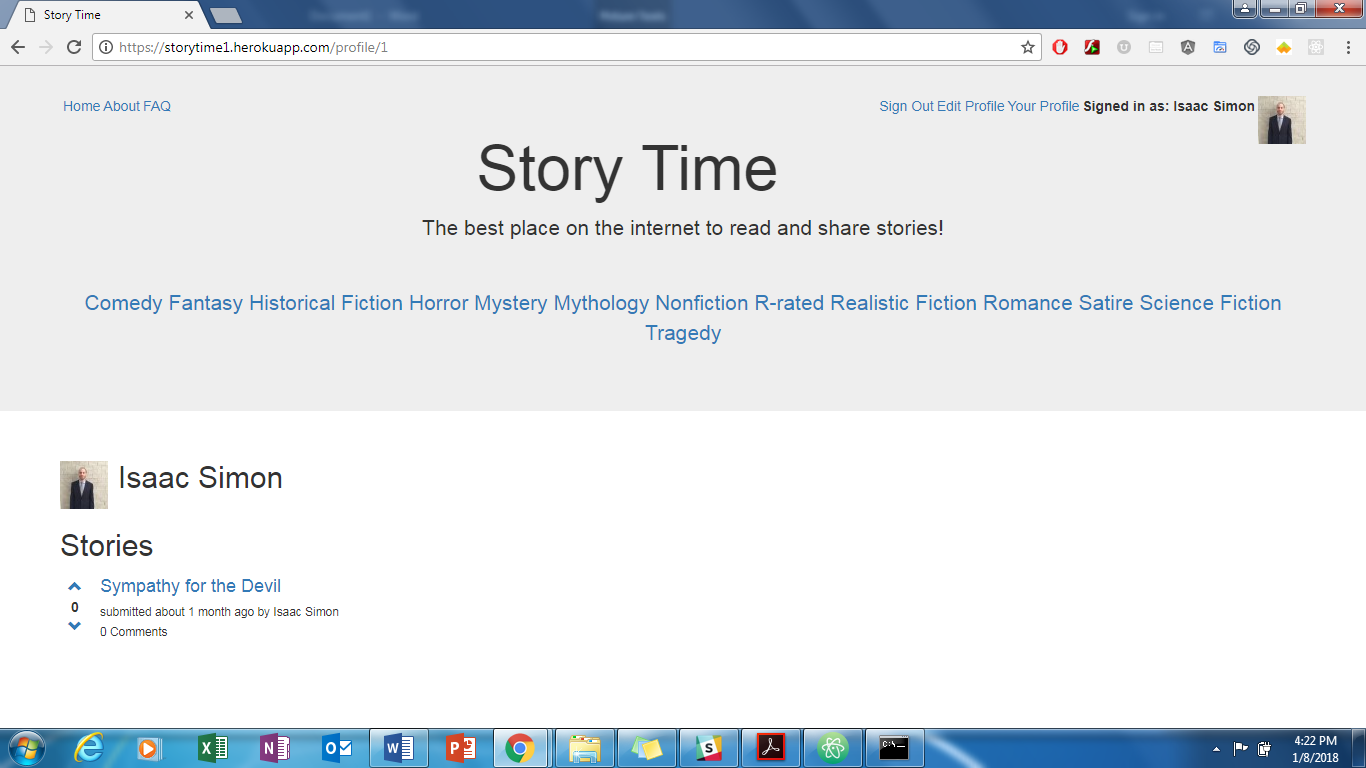 Story Time
https://storytime1.herokuapp.com/profile/1
Home About FAQ
Sign Out Edit Profile Your Profile Signed in as: Isaac Simon
Story Time
The best place on the internet to read and share stories!
Comedy Fantasy Historical Fiction Horror Mystery Mythology Nonfiction R-rated Realistic Fiction Romance Satire Science Fiction
Tragedy
Isaac Simon
Stories
Sympathy for the Devil
0
submitted about 1 month ago by Isaac Simon
0 Comments
4:22 PM
1/8/2018